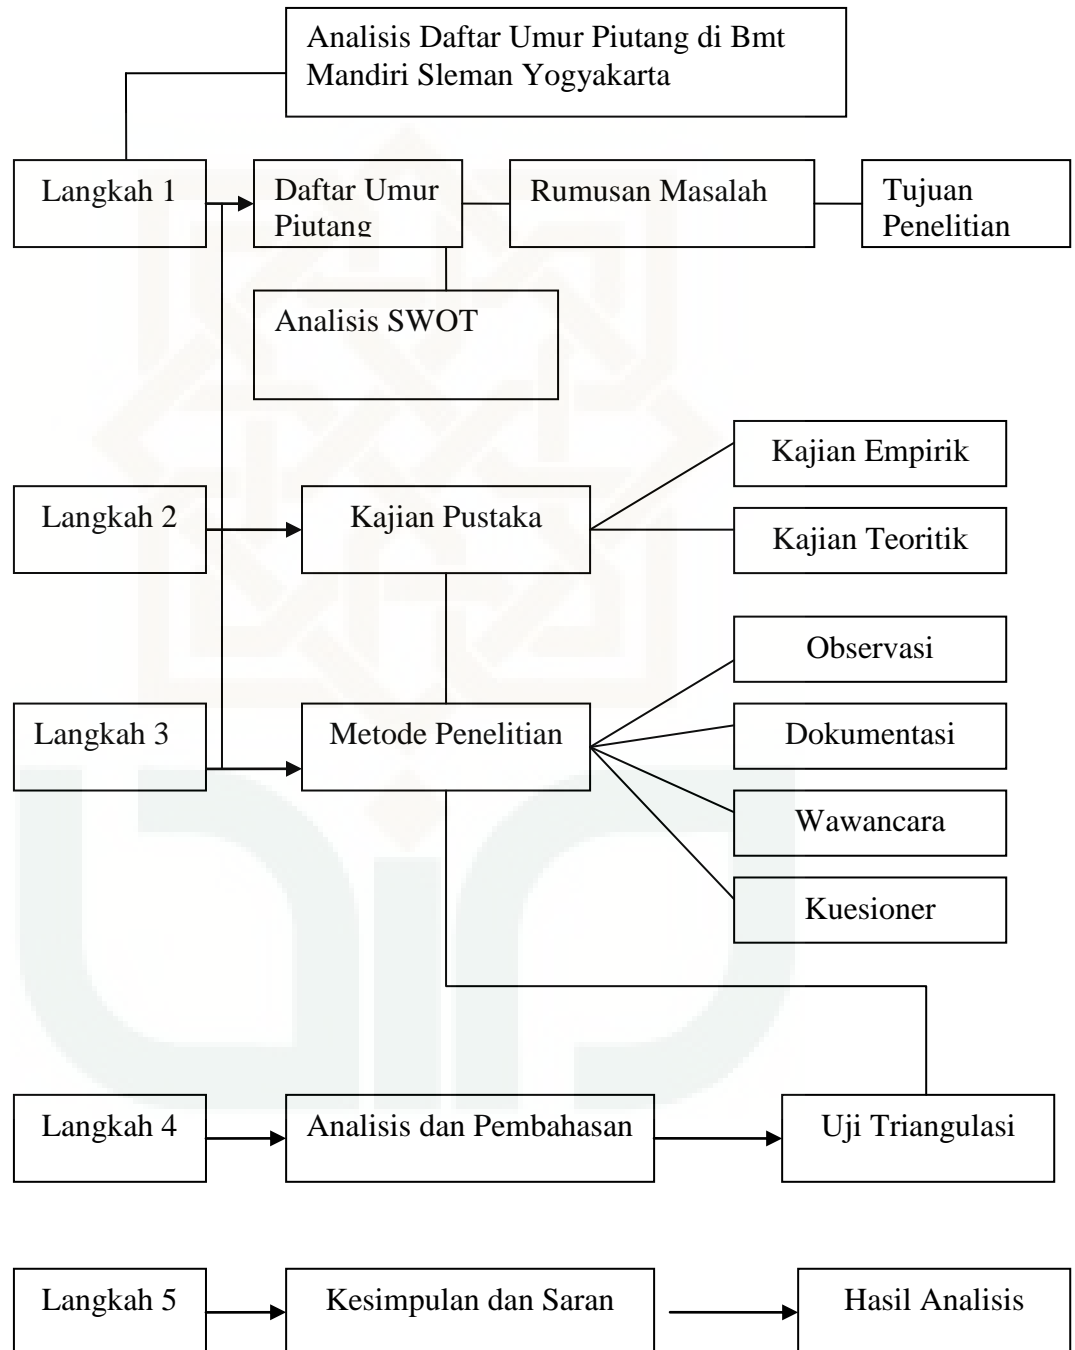 Analisis Daftar Umur Piutang di Bmt
Mandiri Sleman Yogyakarta
Langkah 1
Daftar Umur
Piutang
Rumusan Masalah
Tujuan
Penelitian
Analisis SWOT
Kajian Empirik
Langkah 2
Kajian Pustaka
Kajian Teoritik
Observasi
Langkah 3
Metode Penelitian
Dokumentasi
Wawancara
Kuesioner
Langkah 4
Analisis dan Pembahasan
Uji Triangulasi
Langkah 5
Kesimpulan dan Saran
Hasil Analisis